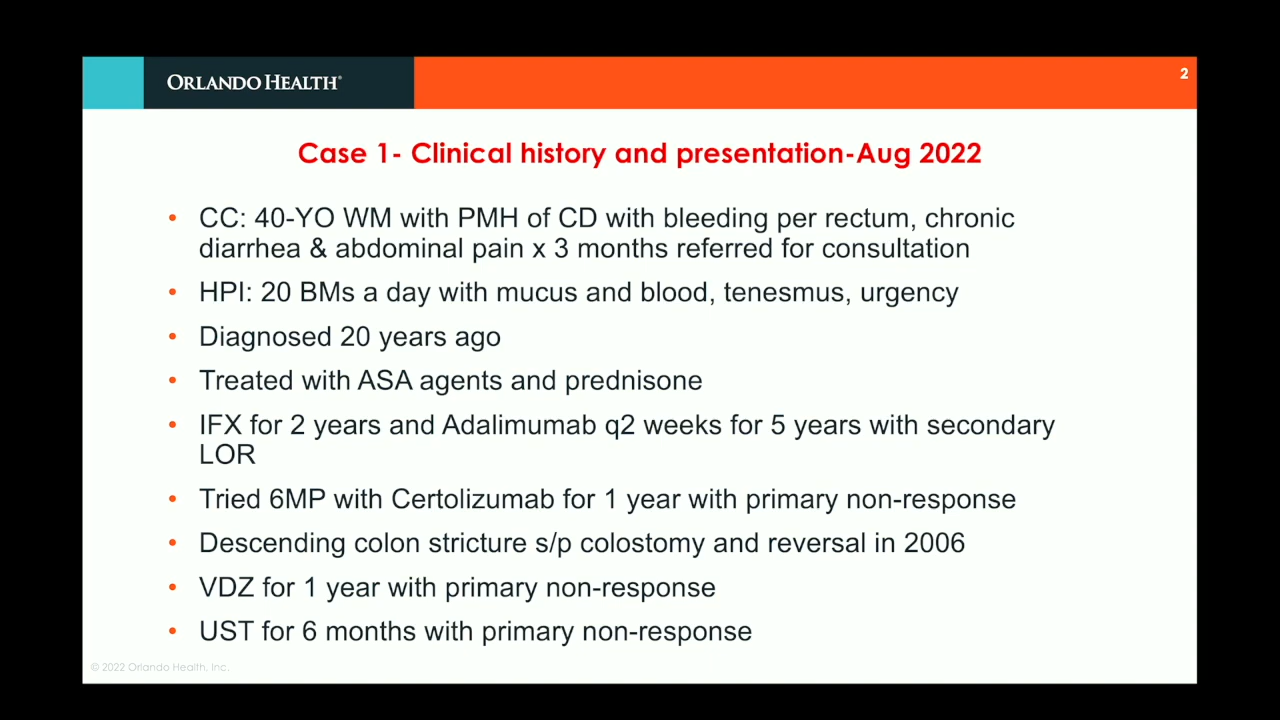 ORLANDO HEALTH®
2
Case 1- Clinical history and presentation-Aug 2022
• CC: 40-YO WM with PMH of CD with bleeding per rectum, chronic
diarrhea & abdominal pain x 3 months referred for consultation
• HPI: 20 BMs a day with mucus and blood, tenesmus, urgency
• Diagnosed 20 years ago
• Treated with ASA agents and prednisone
• IFX for 2 years and Adalimumab q2 weeks for 5 years with secondary
LOR
• Tried 6MP with Certolizumab for 1 year with primary non-response
• Descending colon stricture s/p colostomy and reversal in 2006
• VDZ for 1 year with primary non-response
• UST for 6 months with primary non-response
© 2022 Orlando Health, Inc.